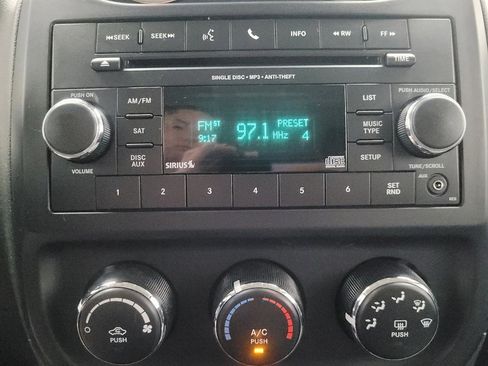 |◄◄SEEK SEEK►►| INFO ◄◄ RW FF ►►
TIME
SINGLE DISC • MP3 • ANTI-THEFT
PUSH ON PUSH AUDIO/SELECT
AM/FM LIST
SAT MUSIC TYPE
DISC AUX SETUP
FM ST 97.1 MHz PRESET 4
9:17
SIRIUS
VOLUME TUNE/SCROLL
AUX
1 2 3 4 5 6 SET RND
PUSH A/C PUSH PUSH